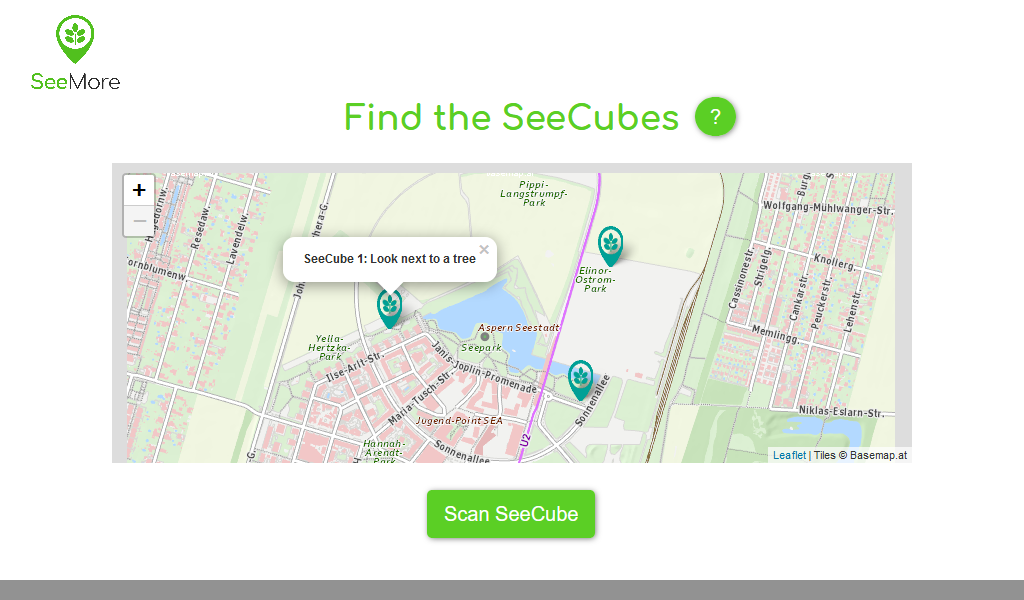 SeeMore
Find the SeeCubes
?
+
−
SeeCube 1: Look next to a tree
×
Pippi-
Langstrumpf-
Park
Resedaw.
Lavendelw.
Wolfgang-Mühlwanger-Str.
Elinor-
Ostrom-
Park
Knollerg.
Cassinonestr.
Strigelg.
Cankarstr.
Peuckerstr.
Lehenstr.
Memlingg.
Aspern Seestadt
Seepark
Yella-
Hertzka-
Park
Ilse-Arlt-Str.
Janis-Joplin-Promenade
Maria-Tusch-Str.
Jugend-Point SEA
Sonnenallee
Sonnenallee
Hannah-
Arendt-
Park
U2
Niklas-Eslarn-Str.
Leaflet | Tiles © Basemap.at
Scan SeeCube